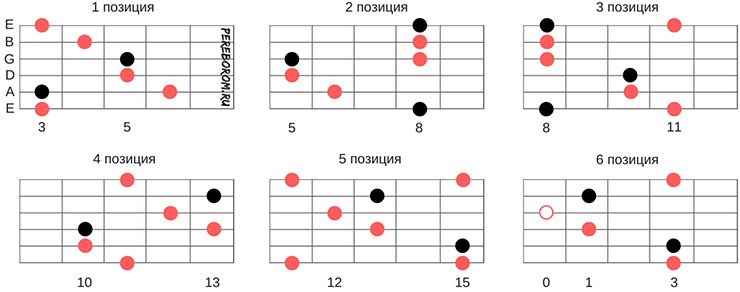 1 позиция
2 позиция
3 позиция
E
B
G
D
A
E
PEREBOROM.RU
3 5
5 8
8 11
4 позиция
5 позиция
6 позиция
10 13
12 15
0 1 3